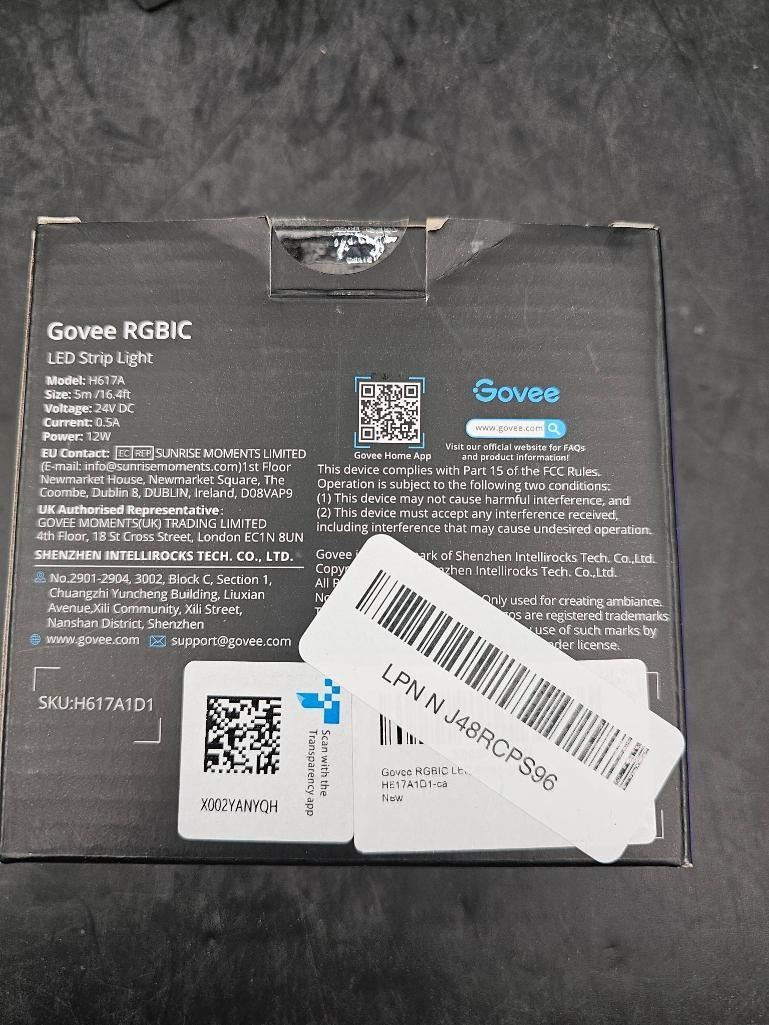 Govee RGBIC
LED Strip Light
Model: H617A
Size: 5m /16.4ft
Voltage: 24V DC
Current: 0.5A
Power: 12W
EU Contact: EC REP SUNRISE MOMENTS LIMITED
(E-mail: info@sunrisemoments.com)1st Floor
Newmarket House, Newmarket Square, The
Coombe, Dublin 8, DUBLIN, Ireland, D08VAP9
UK Authorised Representative:
GOVEE MOMENTS(UK) TRADING LIMITED
4th Floor, 18 St Cross Street, London EC1N 8UN
SHENZHEN INTELLIROCKS TECH. CO., LTD.
No.2901-2904, 3002, Block C, Section 1,
Chuangzhi Yuncheng Building, Liuxian
Avenue,Xili Community, Xili Street,
Nanshan District, Shenzhen
www.govee.com support@govee.com
SKU:H617A1D1
Govee Home App
Govee
www.govee.com
Visit our official website for FAQs
and product information!
This device complies with Part 15 of the FCC Rules.
Operation is subject to the following two conditions:
(1) This device may not cause harmful interference, and
(2) This device must accept any interference received,
including interference that may cause undesired operation.
Govee of Shenzhen Intellirocks Tech. Co.,Ltd.
Intellirocks Tech. Co.,Ltd.
All
Only used for creating ambiance.
are registered trademarks
use of such marks by
license.
X002YANYQH
Scan with the
Transparency app
Govee RGBIC
HE17A1D1-ca
New
LPN N J48RCPS96